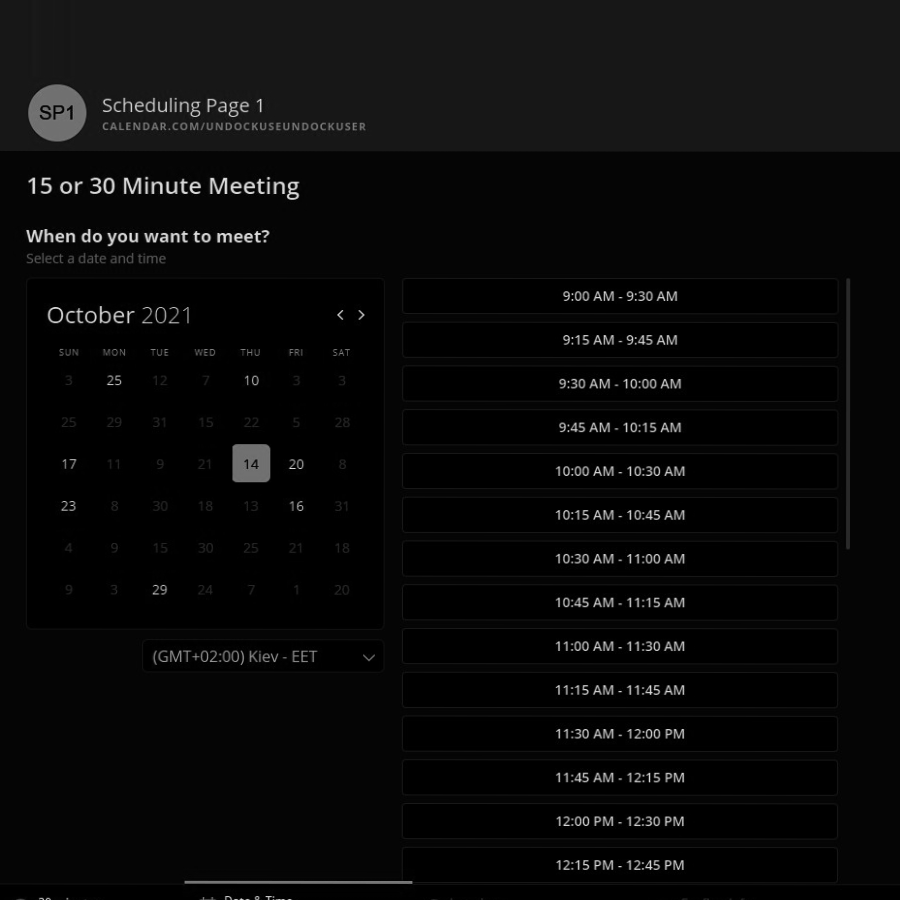 SP1
Scheduling Page 1
CALENDAR.COM/UNDOCKUSEUNDOCKUSER
15 or 30 Minute Meeting
When do you want to meet?
Select a date and time
October 2021
SUN MON TUE WED THU FRI SAT
3 25 12 7 10 3 3
25 29 31 15 22 5 28
17 11 9 21 14 20 8
23 8 30 18 13 16 31
4 9 15 30 25 21 18
9 3 29 24 7 1 20
(GMT+02:00) Kiev - EET
9:00 AM - 9:30 AM
9:15 AM - 9:45 AM
9:30 AM - 10:00 AM
9:45 AM - 10:15 AM
10:00 AM - 10:30 AM
10:15 AM - 10:45 AM
10:30 AM - 11:00 AM
10:45 AM - 11:15 AM
11:00 AM - 11:30 AM
11:15 AM - 11:45 AM
11:30 AM - 12:00 PM
11:45 AM - 12:15 PM
12:00 PM - 12:30 PM
12:15 PM - 12:45 PM
Date & Time